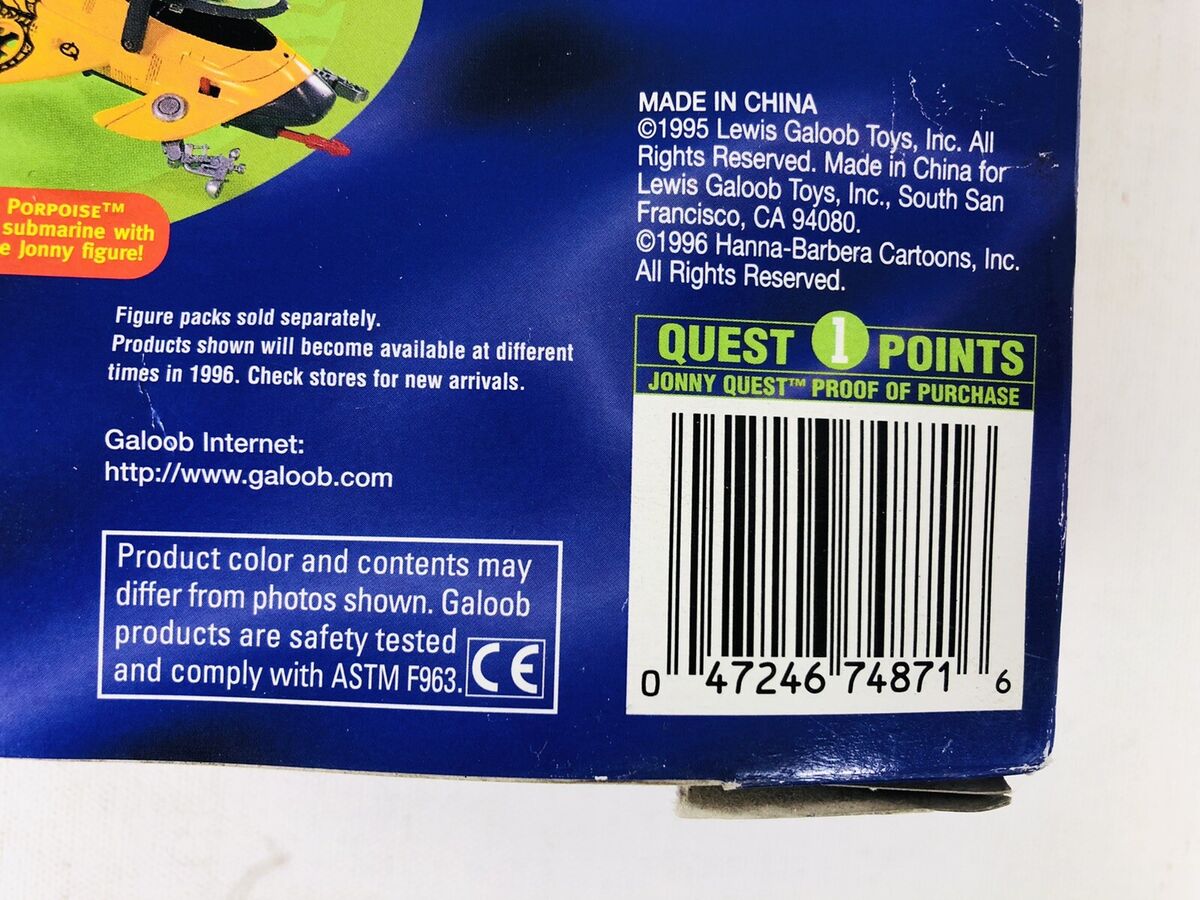 PORPOISE™
submarine with
e Jonny figure!
Figure packs sold separately.
Products shown will become available at different
times in 1996. Check stores for new arrivals.
Galoob Internet:
http://www.galoob.com
Product color and contents may
differ from photos shown. Galoob
products are safety tested
and comply with ASTM F963.
CE
MADE IN CHINA
©1995 Lewis Galoob Toys, Inc. All
Rights Reserved. Made in China for
Lewis Galoob Toys, Inc., South San
Francisco, CA 94080.
©1996 Hanna-Barbera Cartoons, Inc.
All Rights Reserved.
QUEST 1 POINTS
JONNY QUEST™ PROOF OF PURCHASE
0 47246 74871 6